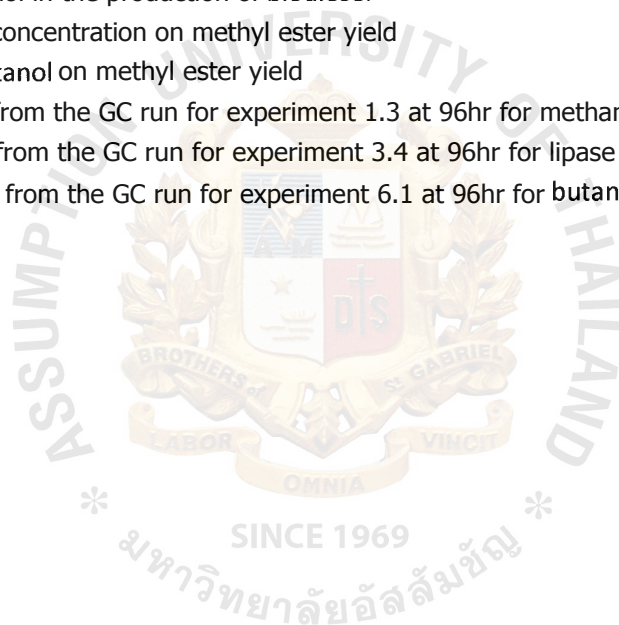 concentration on methyl ester yield
tanol on methyl ester yield
from the GC run for experiment 1.3 at 96hr for
from the GC run for experiment 3.4 at 96hr for lipase
from the GC run for experiment 6.1 at 96hr for butan
ASSUMPTION UNIVERSITY OF THAILAND
A M
D S
BROTHERS of St GABRIEL
LABOR
VINCIT
OMNIA
SINCE 1969
มหาวิทยาลัยอัสสัมชัญ